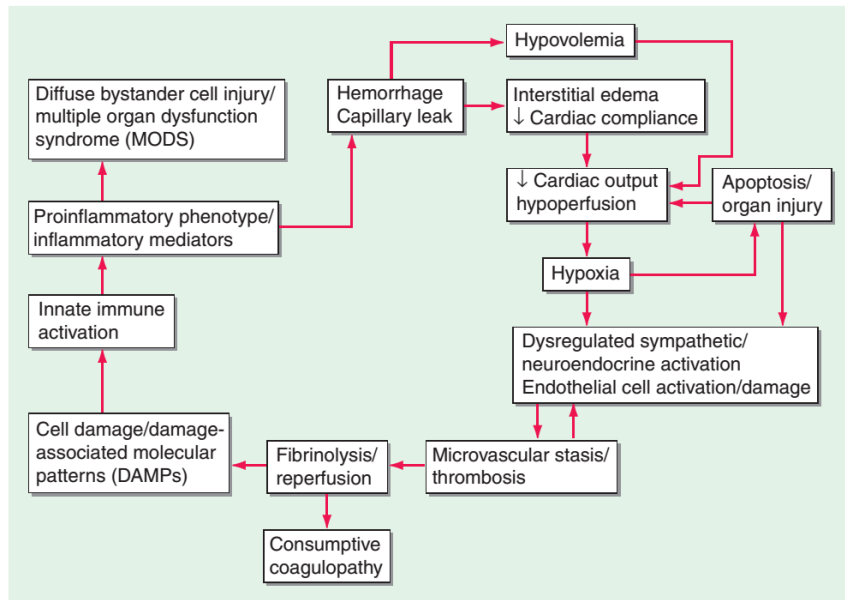 Hypovolemia
Diffuse bystander cell injury/
multiple organ dysfunction
syndrome (MODS)
Hemorrhage
Capillary leak
Interstitial edema
↓ Cardiac compliance
↓ Cardiac output
hypoperfusion
Apoptosis/
organ injury
Proinflammatory phenotype/
inflammatory mediators
Hypoxia
Innate immune
activation
Dysregulated sympathetic/
neuroendocrine activation
Endothelial cell activation/damage
Cell damage/damage-
associated molecular
patterns (DAMPs)
Fibrinolysis/
reperfusion
Microvascular stasis/
thrombosis
Consumptive
coagulopathy